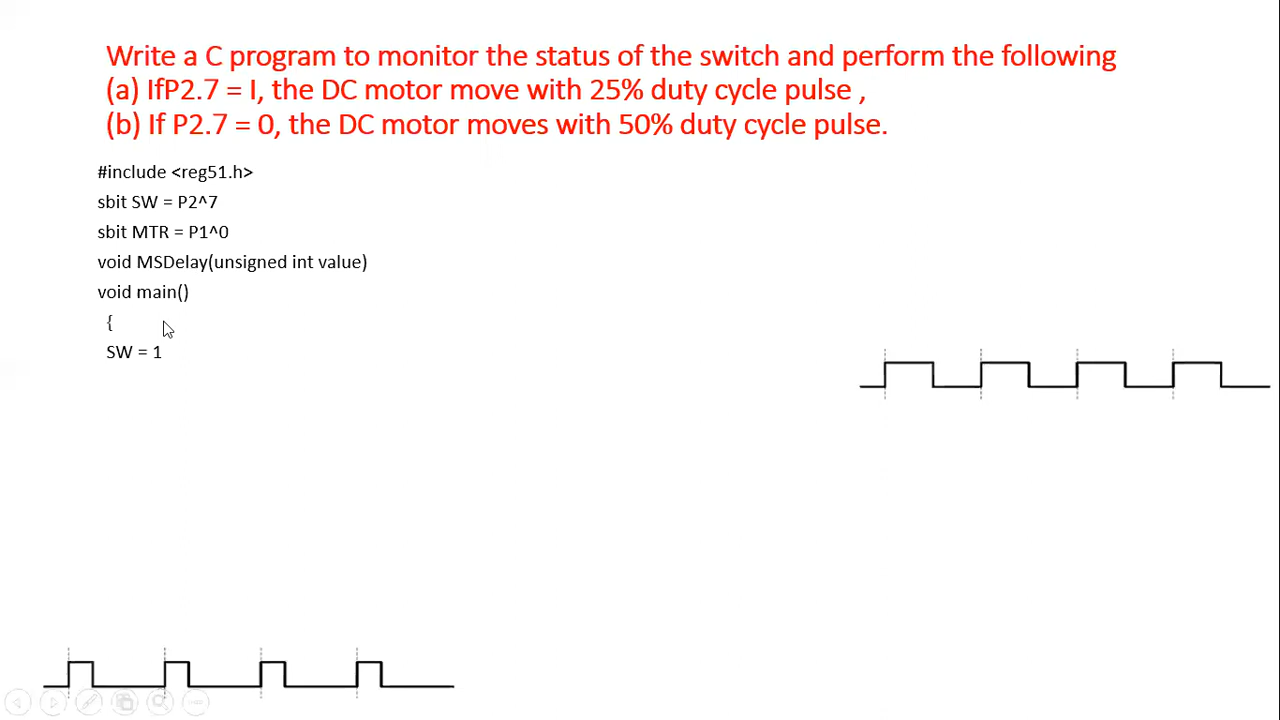 Write a C program to monitor the status of the switch and perform the following
(a) IfP2.7 = I, the DC motor move with 25% duty cycle pulse ,
(b) If P2.7 = 0, the DC motor moves with 50% duty cycle pulse.
#include <reg51.h>
sbit SW = P2^7
sbit MTR = P1^0
void MSDelay(unsigned int value)
void main()
{
SW = 1